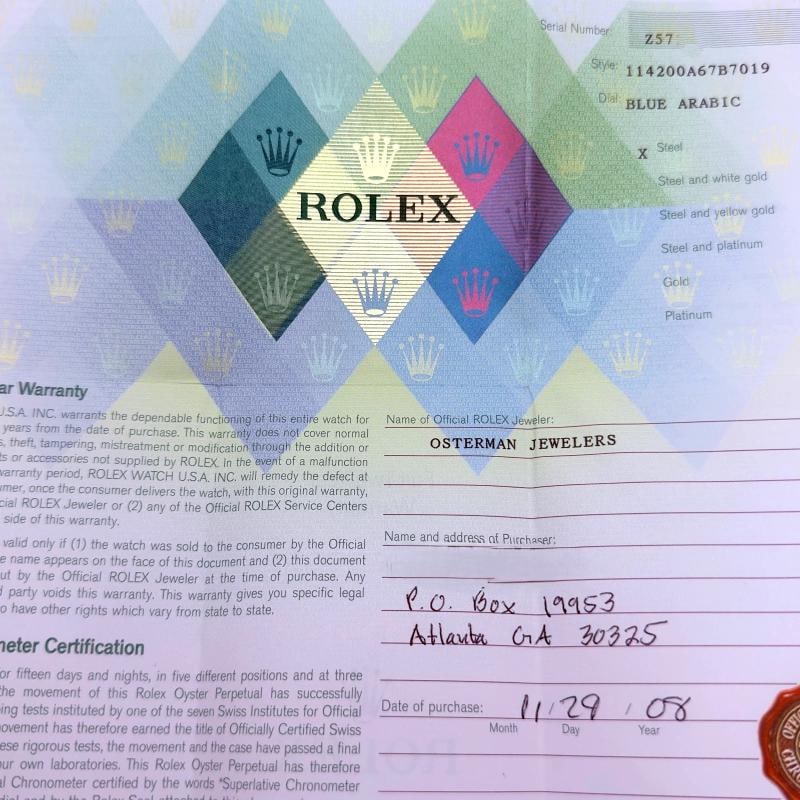 Serial Number:
Z57
Style: 114200A67B7019
Dial: BLUE ARABIC
X Steel
Steel and white gold
Steel and yellow gold
Steel and platinum
Gold
Platinum
ROLEX
ar Warranty
U.S.A. INC. warrants the dependable functioning of this entire watch for
years from the date of purchase. This warranty does not cover normal
s, theft, tampering, mistreatment or modification through the addition or
ts or accessories not supplied by ROLEX. In the event of a malfunction
warranty period, ROLEX WATCH U.S.A. INC. will remedy the defect at
umer, once the consumer delivers the watch, with this original warranty,
cial ROLEX Jeweler or (2) any of the Official ROLEX Service Centers
side of this warranty.
valid only if (1) the watch was sold to the consumer by the Official
e name appears on the face of this document and (2) this document
ut by the Official ROLEX Jeweler at the time of purchase. Any
d party voids this warranty. This warranty gives you specific legal
o have other rights which vary from state to state.
meter Certification
or fifteen days and nights, in five different positions and at three
the movement of this Rolex Oyster Perpetual has successfully
ing tests instituted by one of the seven Swiss Institutes for Official
ovement has therefore earned the title of Officially Certified Swiss
ese rigorous tests, the movement and the case have passed a final
ur own laboratories. This Rolex Oyster Perpetual has therefore
al Chronometer certified by the words "Superlative Chronometer
Name of Official ROLEX Jeweler:
OSTERMAN JEWELERS
Name and address of Purchaser:
P.O. Box 19953
Atlanta GA 30325
Date of purchase: 11/29/08
Month Day Year